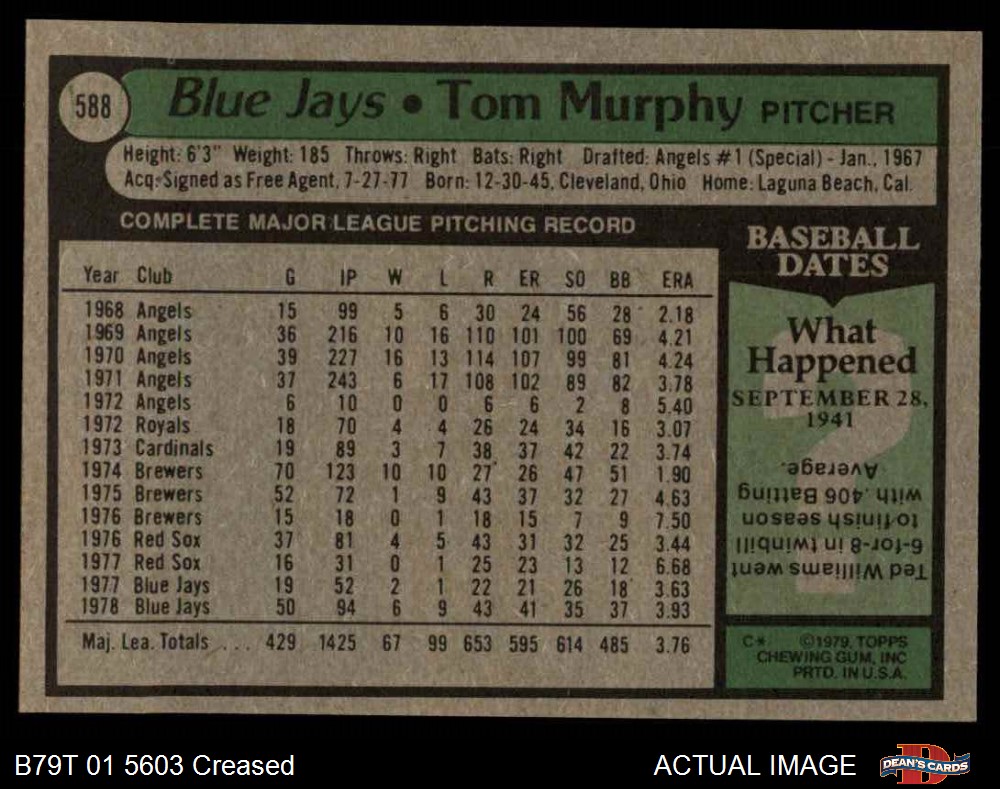 588 Blue Jays • Tom Murphy PITCHER
Height: 6'3" Weight: 185 Throws: Right Bats: Right Drafted: Angels #1 (Special) - Jan., 1967
Acq: Signed as Free Agent, 7-27-77 Born: 12-30-45, Cleveland, Ohio Home: Laguna Beach, Cal.
COMPLETE MAJOR LEAGUE PITCHING RECORD
Year Club G IP W L R ER SO BB ERA
1968 Angels 15 99 5 6 30 24 56 28 2.18
1969 Angels 36 216 10 16 110 101 100 69 4.21
1970 Angels 39 227 16 13 114 107 99 81 4.24
1971 Angels 37 243 6 17 108 102 89 82 3.78
1972 Angels 6 10 0 0 6 6 2 8 5.40
1972 Royals 18 70 4 4 26 24 34 16 3.07
1973 Cardinals 19 89 3 7 38 37 42 22 3.74
1974 Brewers 70 123 10 10 27 26 47 51 1.90
1975 Brewers 52 72 1 9 43 37 32 27 4.63
1976 Brewers 15 18 0 1 18 15 7 9 7.50
1976 Red Sox 37 81 4 5 43 31 32 25 3.44
1977 Red Sox 16 31 0 1 25 23 13 12 6.68
1977 Blue Jays 19 52 2 1 22 21 26 18 3.63
1978 Blue Jays 50 94 6 9 43 41 35 37 3.93
Maj. Lea. Totals ... 429 1425 67 99 653 595 614 485 3.76
BASEBALL
DATES
What
Happened
SEPTEMBER 28,
1941
?
Ted Williams went
6-for-8 in twinbill
to finish season
with .406 Batting
Average.
C* ©1979, TOPPS
CHEWING GUM, INC
PRTD. IN U.S.A.
B79T 01 5603 Creased
ACTUAL IMAGE
D
DEAN'S CARDS